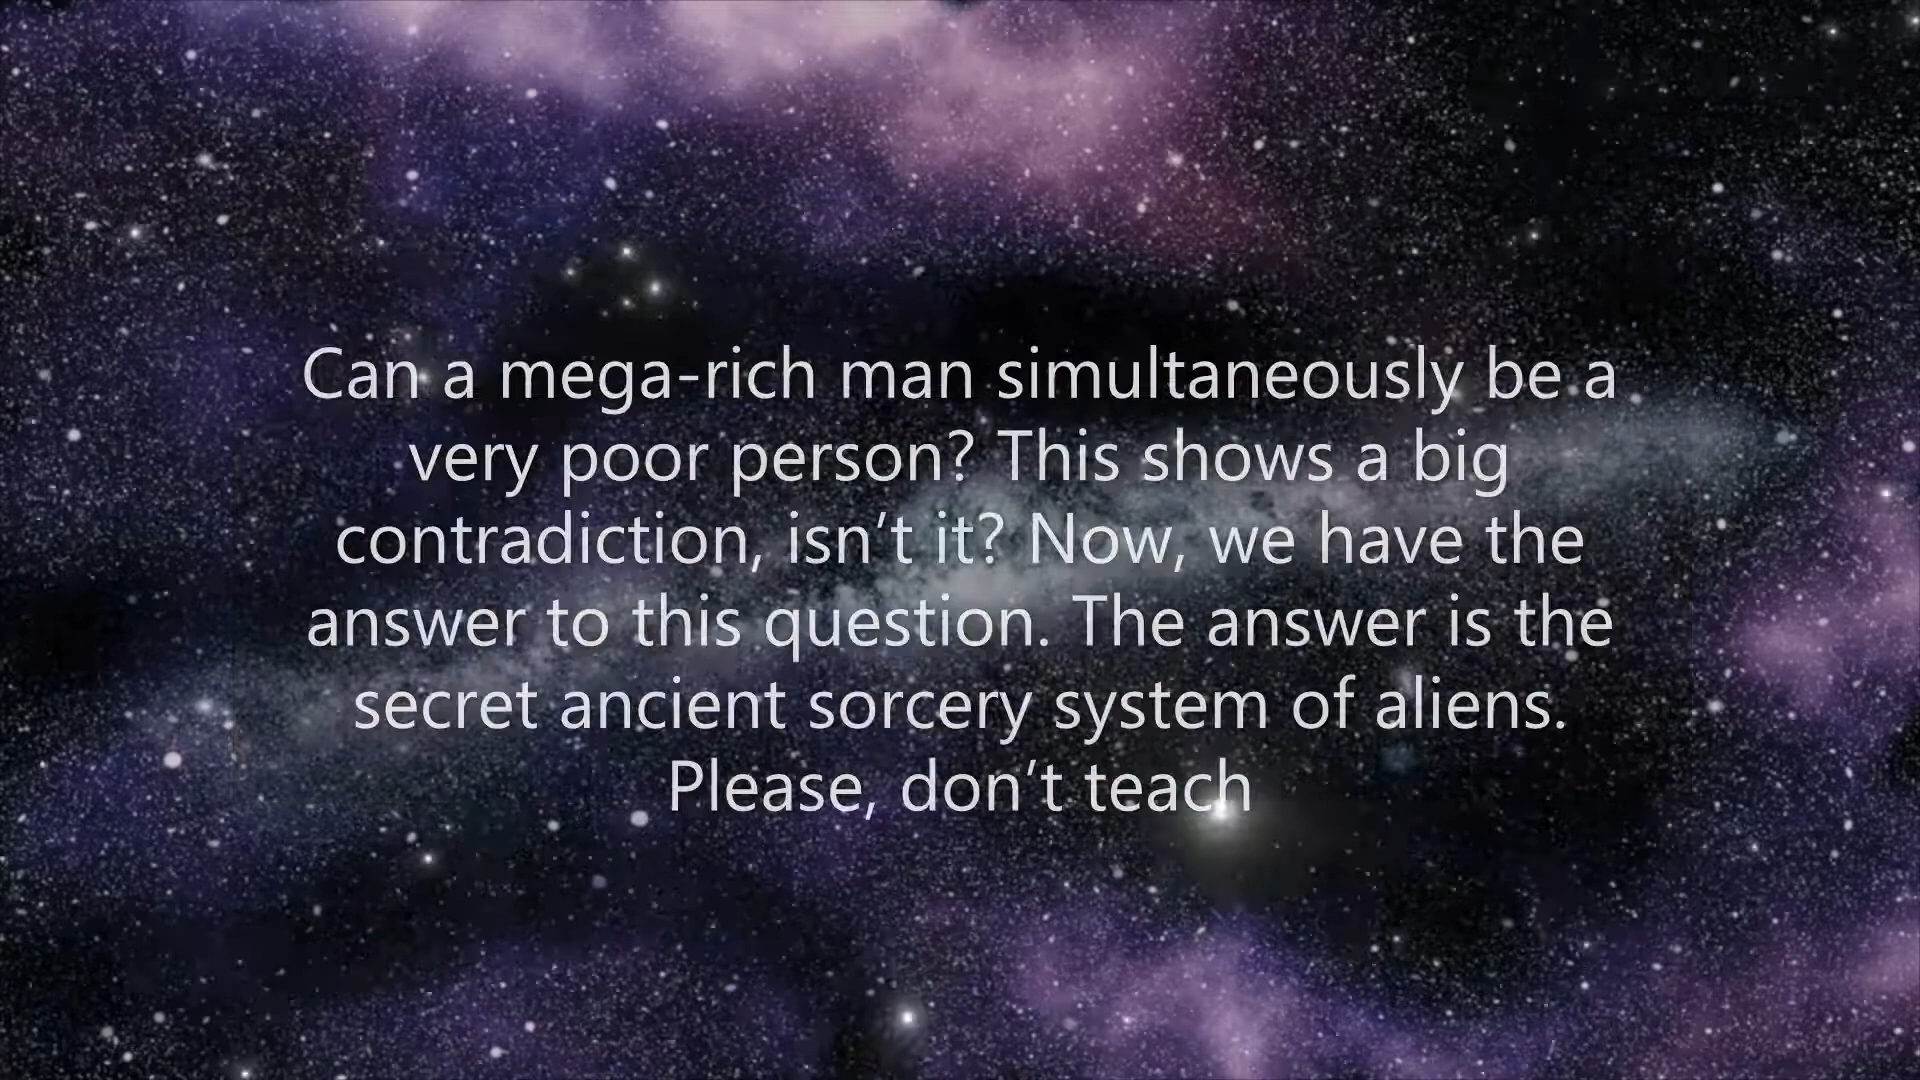 Can a mega-rich man simultaneously be a
very poor person? This shows a big
contradiction, isn’t it? Now, we have the
answer to this question. The answer is the
secret ancient sorcery system of aliens.
Please, don’t teach